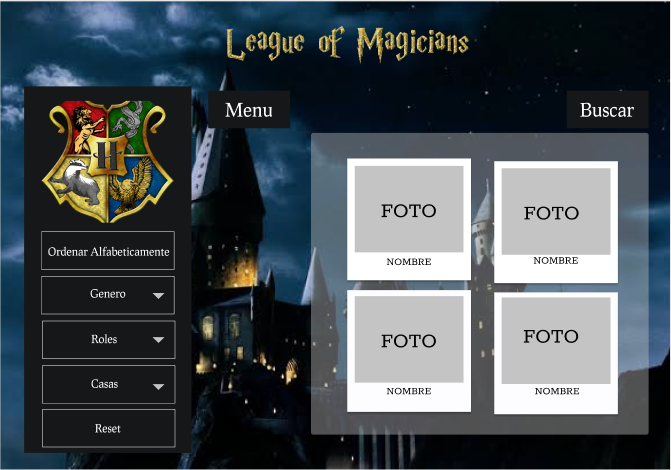 League of Magicians
Menu
Buscar
H
Ordenar Alfabeticamente
Genero
Roles
Casas
Reset
FOTO
NOMBRE
FOTO
NOMBRE
FOTO
NOMBRE
FOTO
NOMBRE